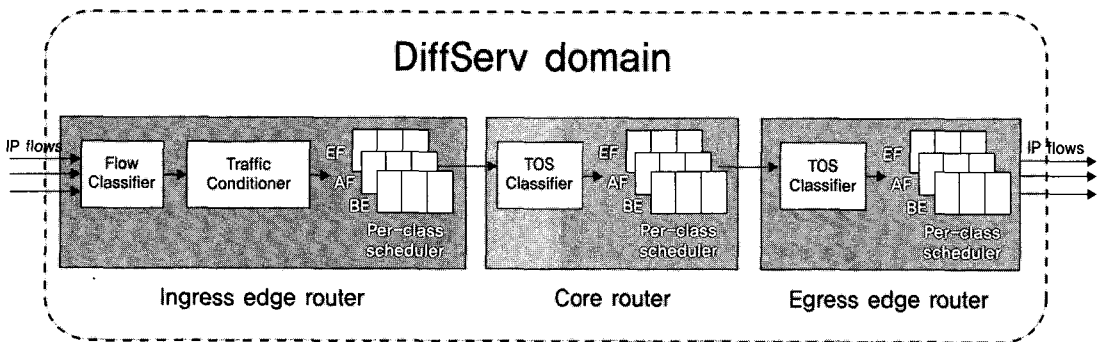 DiffServ domain
IP flows
Flow
Classifier
Traffic
Conditioner
EF
AF
BE
Per-class
scheduler
TOS
Classifier
EF
AF
BE
Per-class
scheduler
TOS
Classifier
EF
AF
BE
Per-class
scheduler
IP flows
Ingress edge router
Core router
Egress edge router